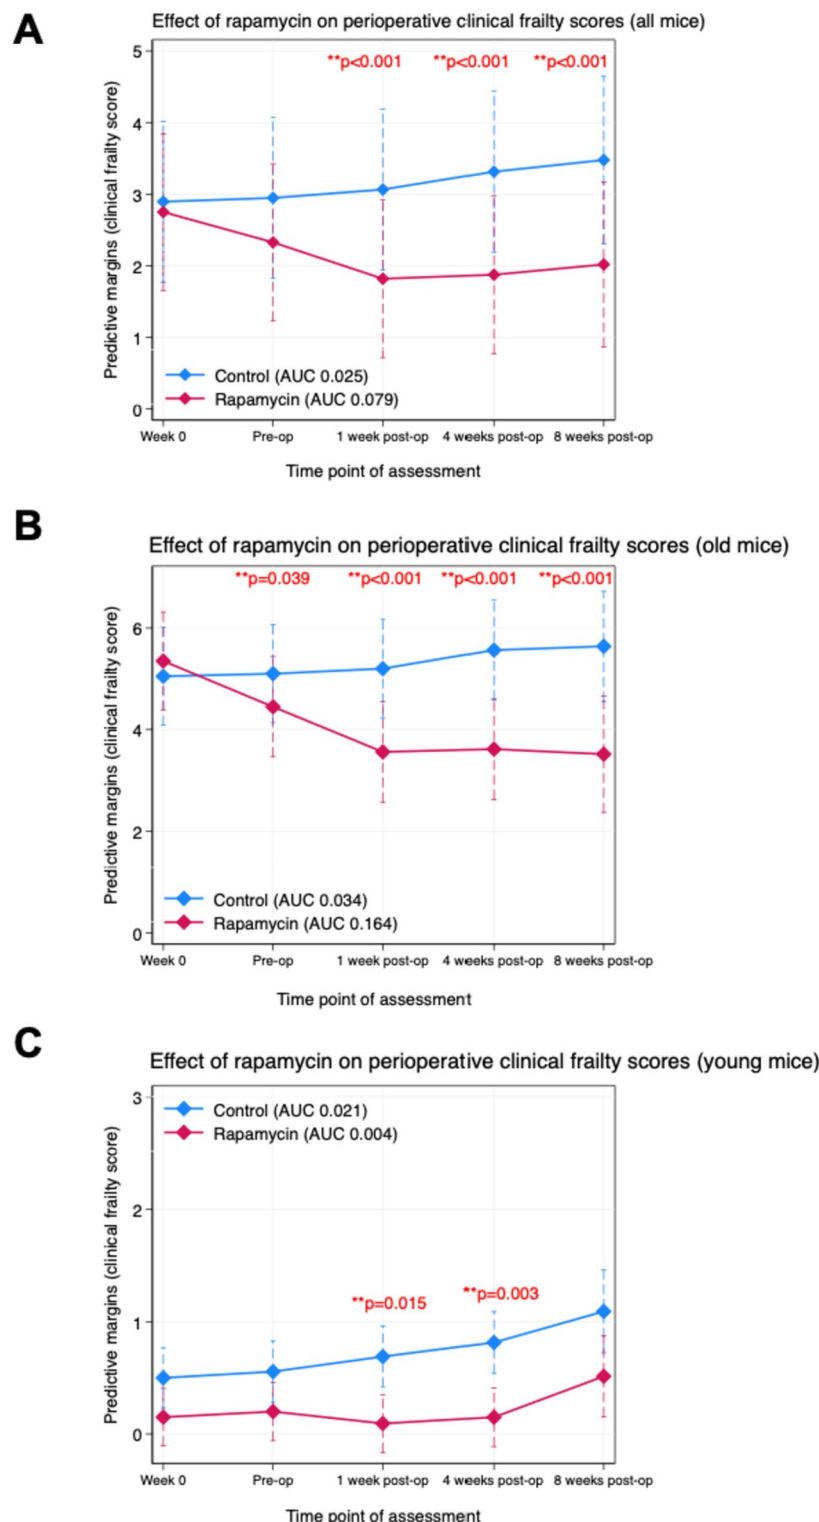 A
Effect of rapamycin on perioperative clinical frailty scores (all mice)
Predictive margins (clinical frailty score)
5
4
3
2
1
0
**p<0.001 **p<0.001 **p<0.001
Control (AUC 0.025)
Rapamycin (AUC 0.079)
Week 0 Pre-op 1 week post-op 4 weeks post-op 8 weeks post-op
Time point of assessment
B
Effect of rapamycin on perioperative clinical frailty scores (old mice)
Predictive margins (clinical frailty score)
**p=0.039 **p<0.001 **p<0.001 **p<0.001
6
4
2
0
Control (AUC 0.034)
Rapamycin (AUC 0.164)
Week 0 Pre-op 1 week post-op 4 weeks post-op 8 weeks post-op
Time point of assessment
C
Effect of rapamycin on perioperative clinical frailty scores (young mice)
Predictive margins (clinical frailty score)
3
2
1
0
Control (AUC 0.021)
Rapamycin (AUC 0.004)
**p=0.015 **p=0.003
Week 0 Pre-op 1 week post-op 4 weeks post-op 8 weeks post-op
Time point of assessment